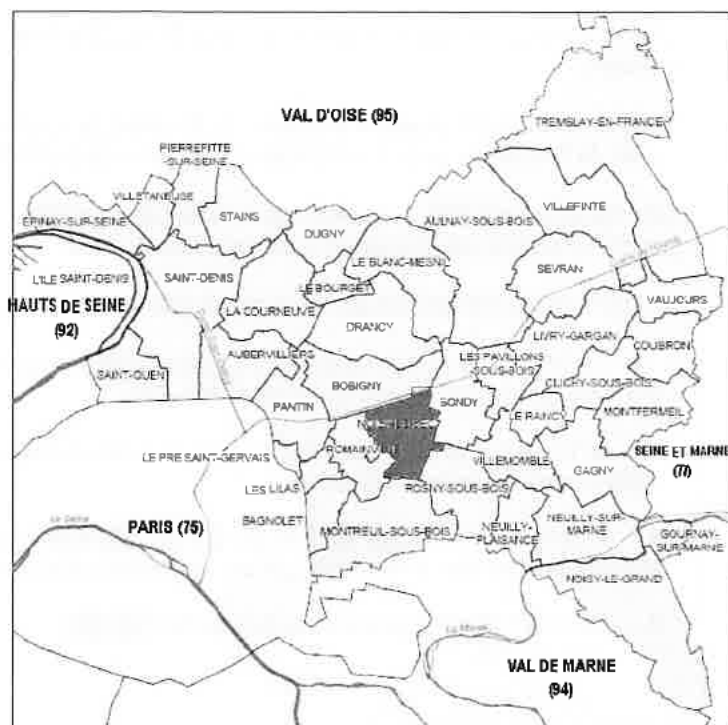 VAL D'OISE (95)
TREMBLAY-EN-FRANCE
PIERREFITTE
-SUR-SEINE
VILLETANEUSE
EPINAY-SUR-SEINE
STAINS
DUGNY
AULNAY-SOUS-BOIS
VILLEPINTE
L'ILE SAINT-DENIS
SAINT-DENIS
LE BLANC-MESNIL
SEVRAN
LE BOURGET
HAUTS DE SEINE
(92)
LA COURNEUVE
DRANCY
VAUJOURS
LIVRY-GARGAN
COUBRON
AUBERVILLIERS
LES PAVILLONS
-SOUS-BOIS
SAINT-OUEN
BOBIGNY
CLICHY-SOUS-BOIS
PANTIN
BONDY
LE RAINCY
MONTFERMEIL
LE PRE SAINT-GERVAIS
ROMAINVILLE
VILLEMOMBLE
GAGNY
SEINE ET MARNE
(77)
LES LILAS
ROSNY-SOUS-BOIS
BAGNOLET
PARIS (75)
La Seine
MONTREUIL-SOUS-BOIS
NEUILLY-
PLAISANCE
NEUILLY-SUR-
MARNE
GOURNAY-
SUR-MARNE
NOISY-LE-GRAND
La Marne
VAL DE MARNE
(94)